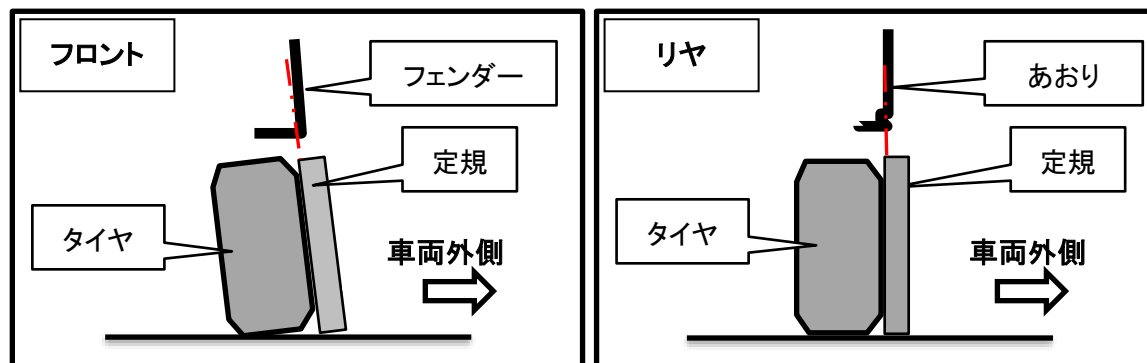 フロント
フェンダー
定規
タイヤ
車両外側
リヤ
あおり
定規
タイヤ
車両外側